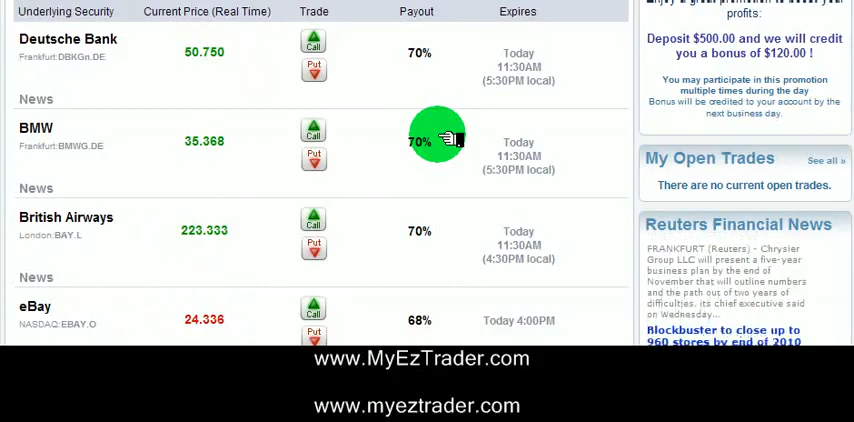 Underlying Security Current Price (Real Time) Trade Payout Expires
Deutsche Bank
Frankfurt:DBKGn.DE
50.750
Call
Put
70%
Today
11:30AM
(5:30PM local)
News
BMW
Frankfurt:BMWG.DE
35.368
Call
Put
70%
Today
11:30AM
(5:30PM local)
News
British Airways
London:BAY.L
223.333
Call
Put
70%
Today
11:30AM
(4:30PM local)
News
eBay
NASDAQ:EBAY.O
24.336
Call
Put
68%
Today 4:00PM
profits:
Deposit $500.00 and we will credit
you a bonus of $120.00 !
You may participate in this promotion
multiple times during the day
Bonus will be credited to your account by the
next business day.
My Open Trades See all »
There are no current open trades.
Reuters Financial News
FRANKFURT (Reuters) - Chrysler
Group LLC will present a five-year
business plan by the end of
November that will outline numbers
and the path out of two years of
difficulties, its chief executive said
on Wednesday...
Blockbuster to close up to
960 stores by end of 2010
www.MyEzTrader.com
www.myeztrader.com